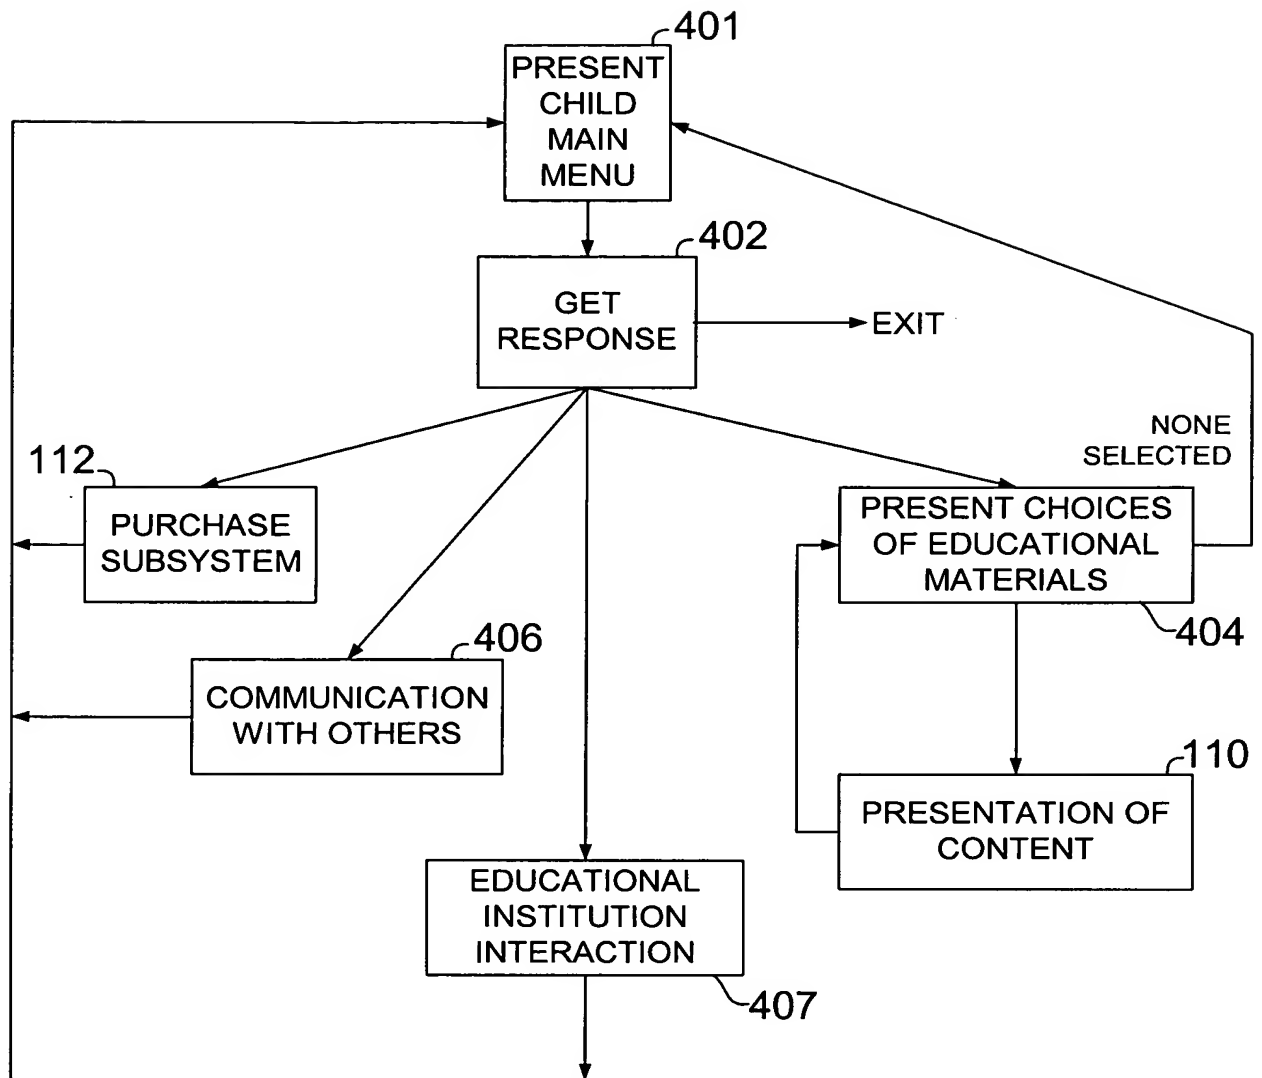 401
PRESENT
CHILD
MAIN
MENU
402
GET
RESPONSE
EXIT
NONE
SELECTED
112
PURCHASE
SUBSYSTEM
PRESENT CHOICES
OF EDUCATIONAL
MATERIALS
404
406
COMMUNICATION
WITH OTHERS
110
PRESENTATION OF
CONTENT
EDUCATIONAL
INSTITUTION
INTERACTION
407